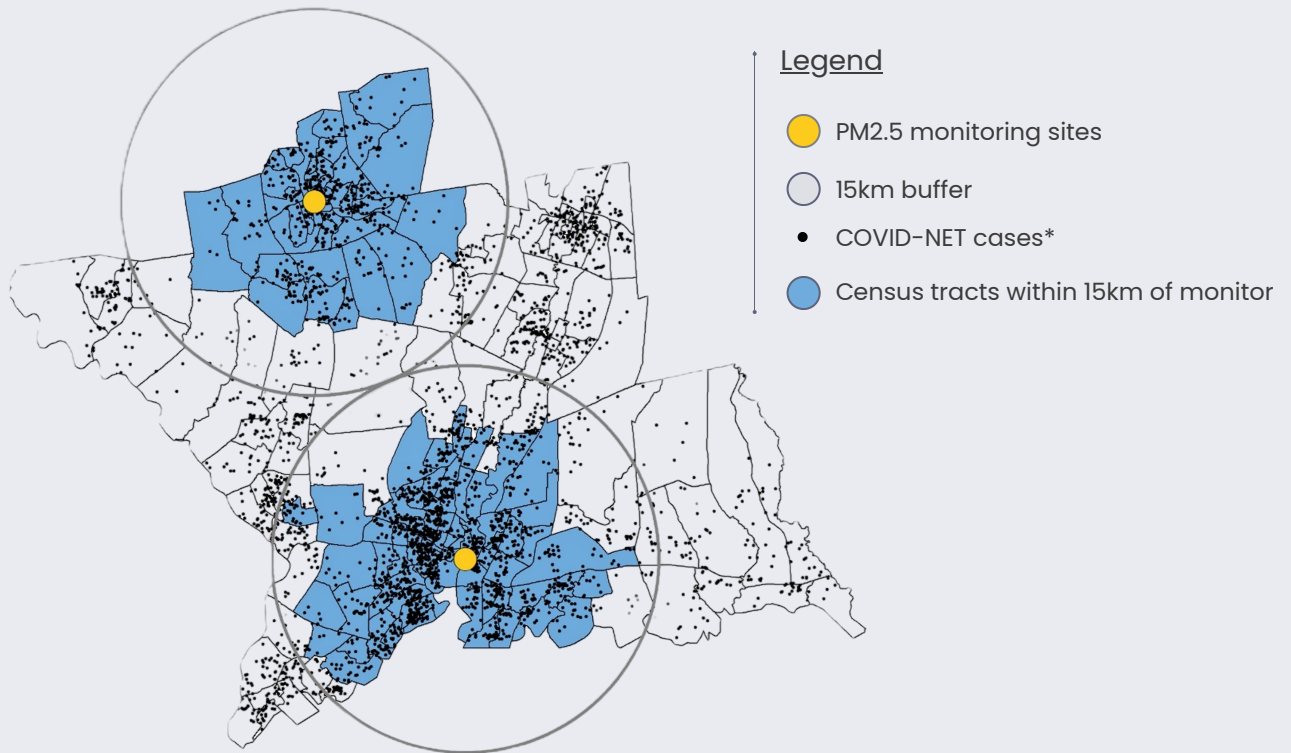 Legend
PM2.5 monitoring sites
15km buffer
COVID-NET cases*
Census tracts within 15km of monitor